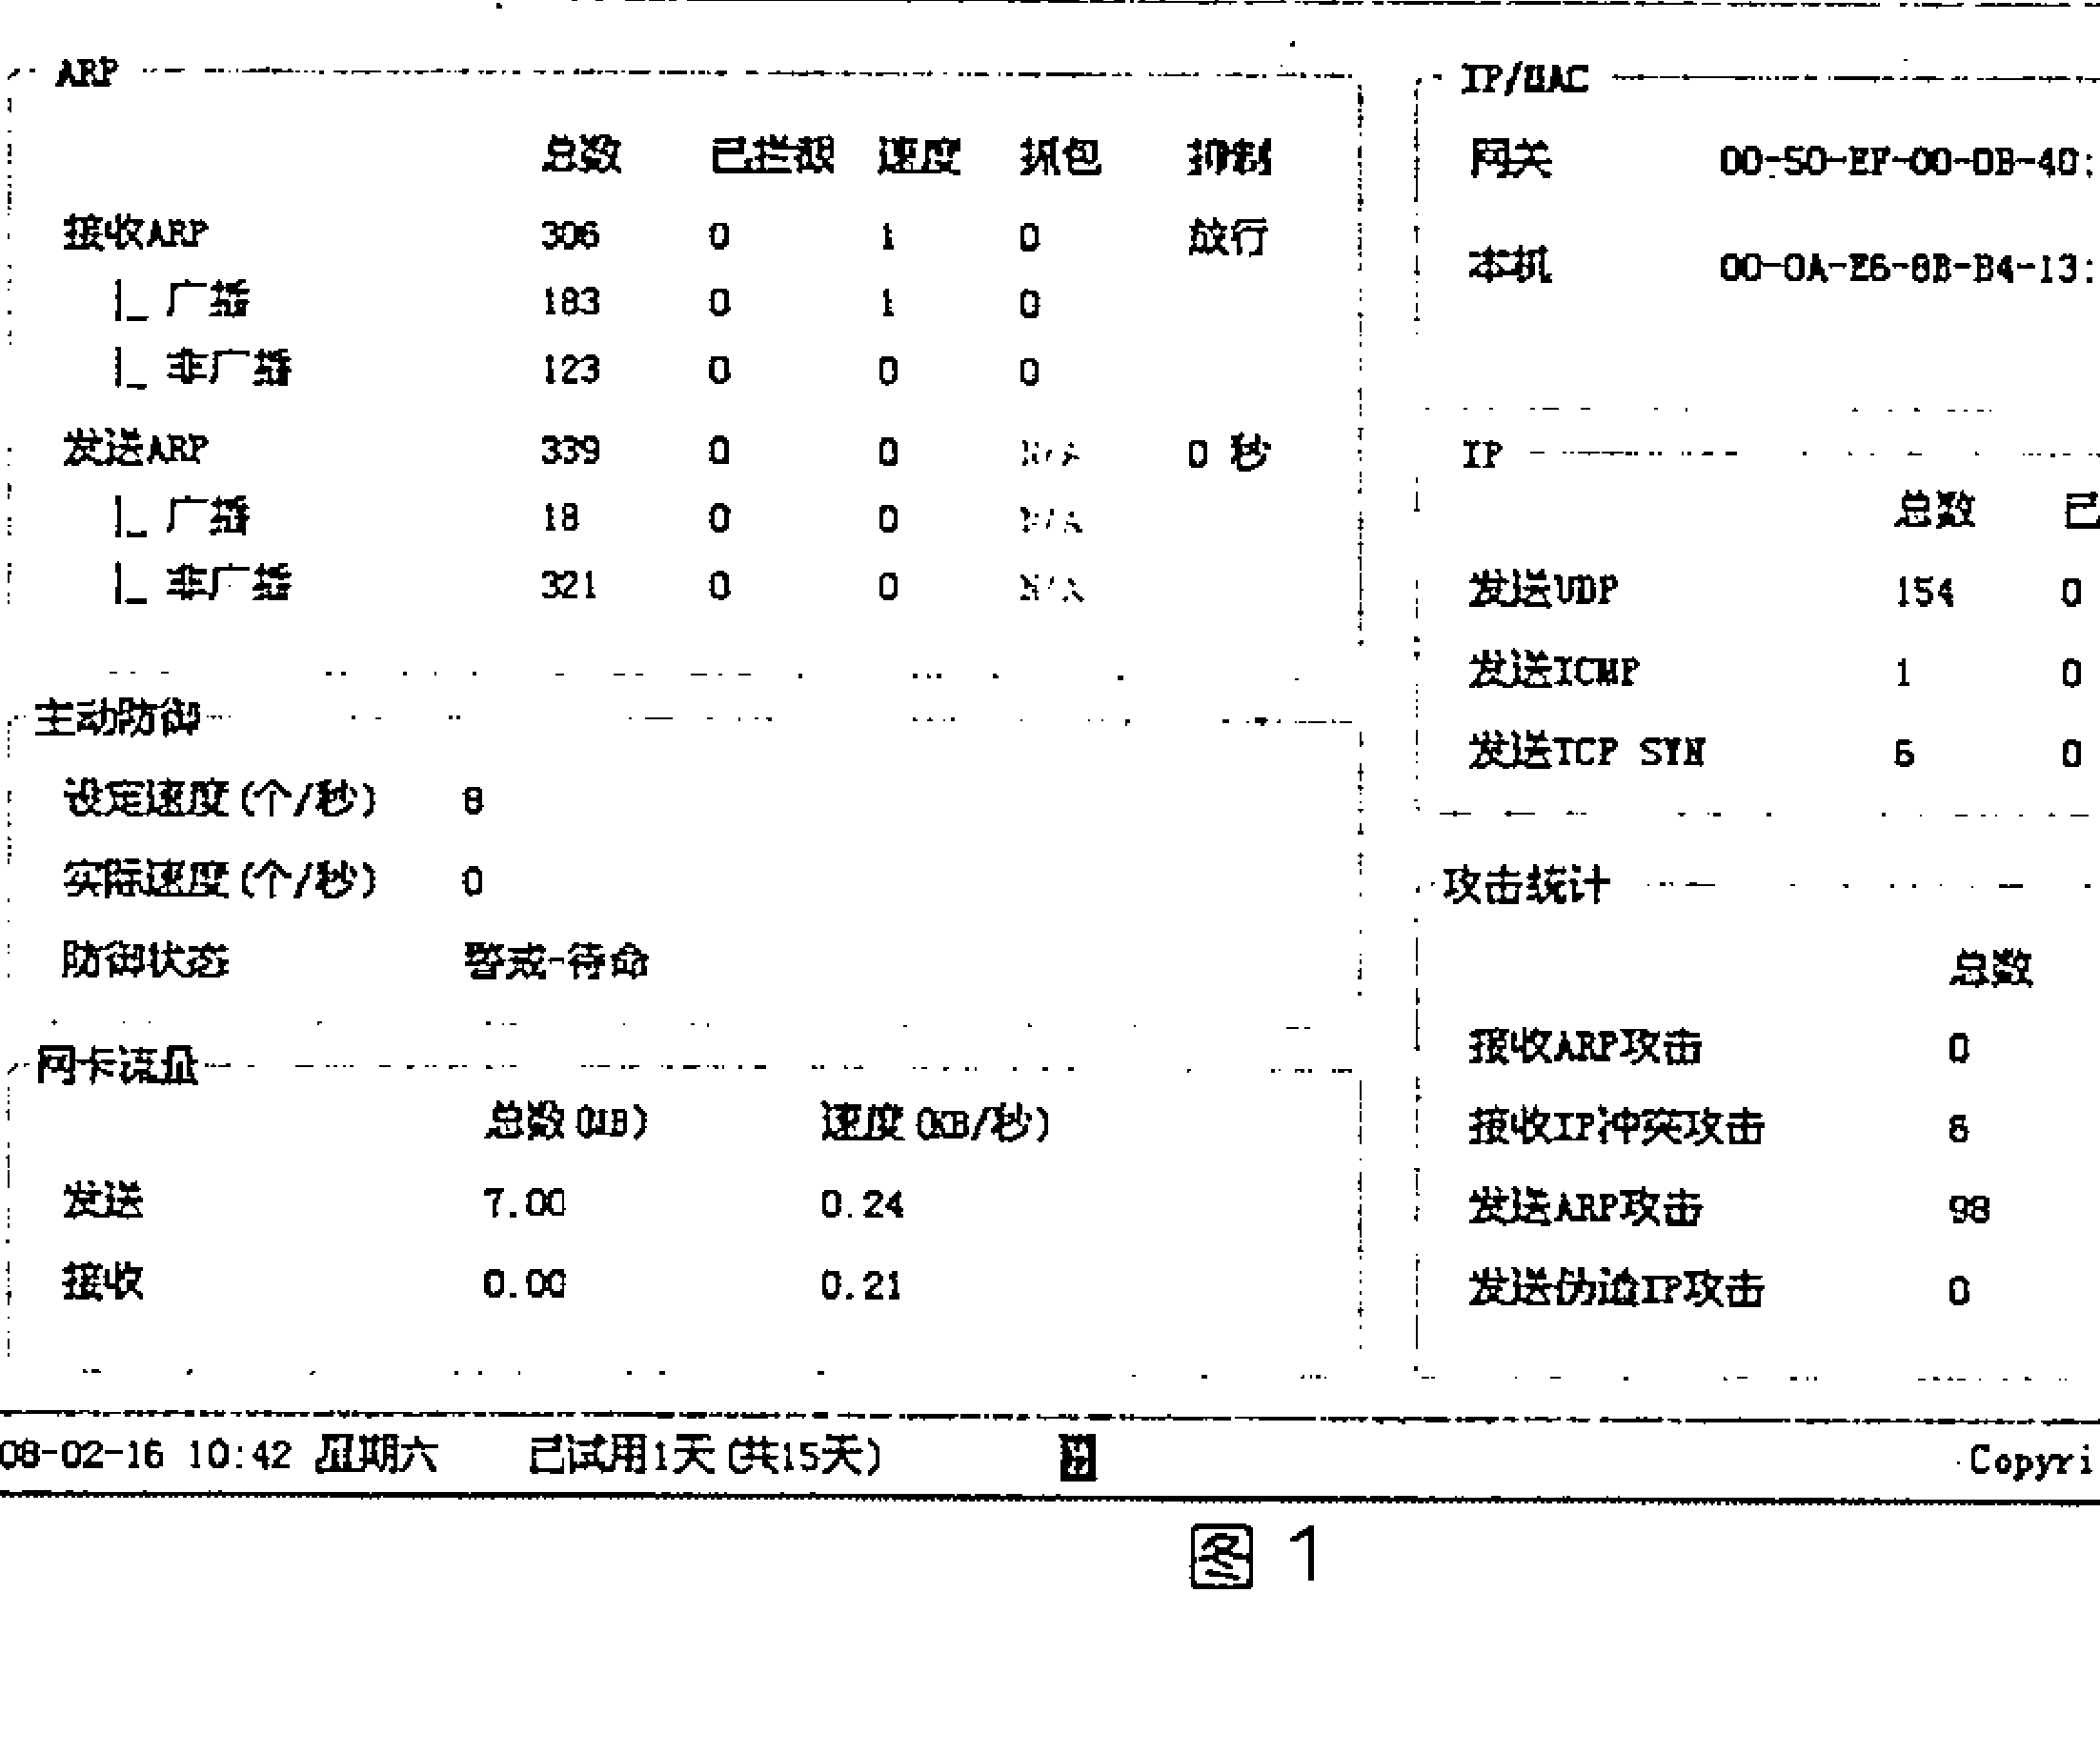 ARP
总数 已拦截 速度 抓包 抑制
接收ARP 306 0 1 0 放行
|_ 广播 183 0 1 0
|_ 非广播 123 0 0 0
发送ARP 339 0 0 N/A 0 秒
|_ 广播 18 0 0 N/A
|_ 非广播 321 0 0 N/A
主动防御
设定速度(个/秒) 8
实际速度(个/秒) 0
防御状态 警戒-待命
网卡流量
总数(MB) 速度(KB/秒)
发送 7.00 0.24
接收 0.00 0.21
IP/MAC
网关 00-50-EF-00-0B-40:
本机 00-0A-E6-8B-B4-13:
IP
总数 已
发送UDP 154 0
发送ICMP 1 0
发送TCP SYN 6 0
攻击统计
总数
接收ARP攻击 0
接收IP冲突攻击 6
发送ARP攻击 98
发送伪造IP攻击 0
08-02-16 10:42 星期六 已试用1天(共15天) Copyri
图 1